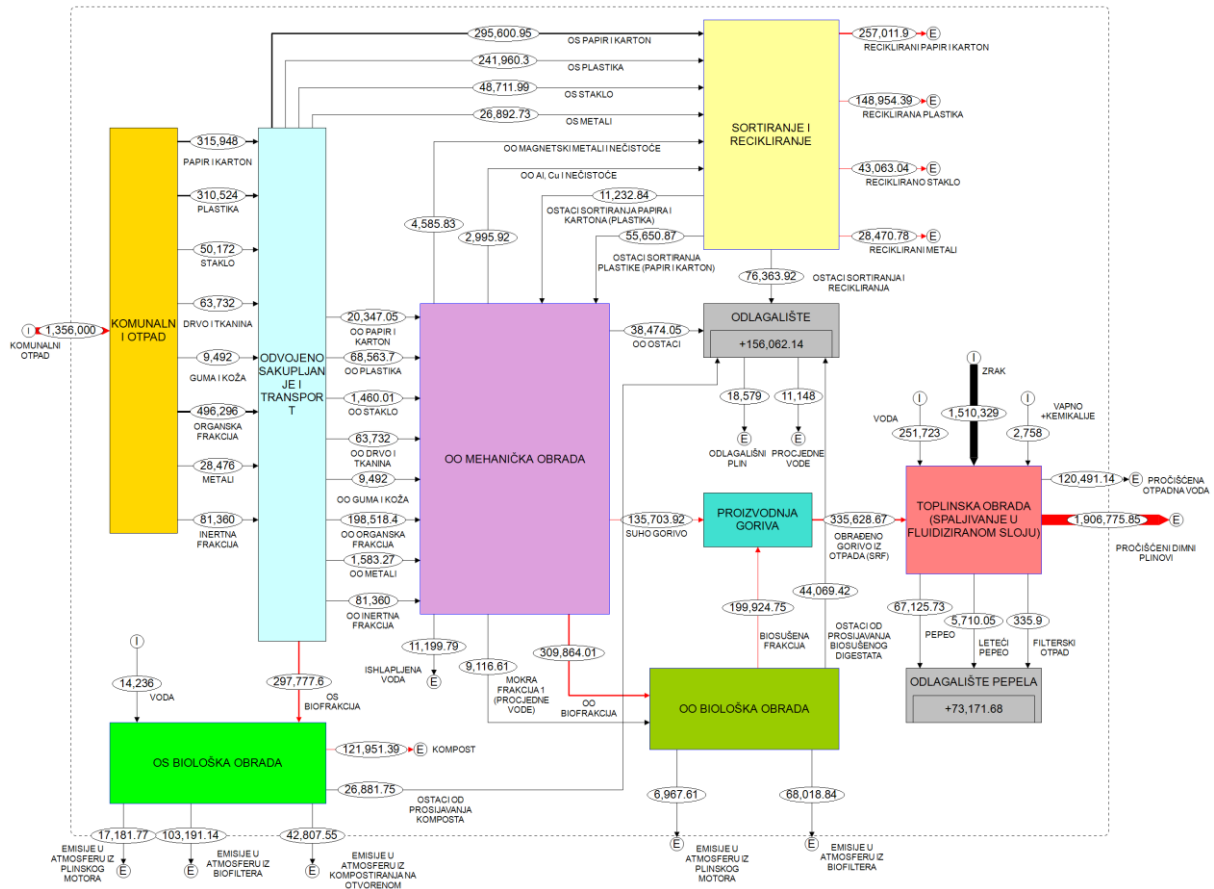 295,600.95
OS PAPIR I KARTON
241,960.3
OS PLASTIKA
48,711.99
OS STAKLO
26,892.73
OS METALI
OO MAGNETSKI METALI I NEČISTOĆE
4,585.83
OO Al, Cu I NEČISTOĆE
2,995.92
SORTIRANJE I
RECIKLIRANJE
257,011.9
E
RECIKLIRANI PAPIR I KARTON
148,954.39
E
RECIKLIRANA PLASTIKA
43,063.04
E
RECIKLIRANO STAKLO
28,470.78
E
RECIKLIRANI METALI
11,232.84
OSTACI SORTIRANJA PAPIRA I
KARTONA (PLASTIKA)
55,650.87
OSTACI SORTIRANJA
PLASTIKE (PAPIR I KARTON)
76,363.92
OSTACI SORTIRANJA I
RECIKLIRANJA
I
1,356,000
KOMUNALNI
OTPAD
KOMUNALN
I OTPAD
315,948
PAPIR I KARTON
310,524
PLASTIKA
50,172
STAKLO
63,732
DRVO I TKANINA
9,492
GUMA I KOŽA
496,296
ORGANSKA
FRAKCIJA
28,476
METALI
81,360
INERTNA
FRAKCIJA
ODVOJENO
SAKUPLJAN
JE I
TRANSPOR
T
20,347.05
OO PAPIR I
KARTON
68,563.7
OO PLASTIKA
1,460.01
OO STAKLO
63,732
OO DRVO I
TKANINA
9,492
OO GUMA I KOŽA
198,518.4
OO ORGANSKA
FRAKCIJA
1,583.27
OO METALI
81,360
OO INERTNA
FRAKCIJA
OO MEHANIČKA OBRADA
38,474.05
OO OSTACI
ODLAGALIŠTE
+156,062.14
18,579
E
ODLAGALIŠNI
PLIN
11,148
E
PROCJEDNE
VODE
135,703.92
SUHO GORIVO
PROIZVODNJA
GORIVA
335,628.67
OBRAĐENO
GORIVO IZ
OTPADA (SRF)
I
ZRAK
1,510,329
I
VODA
251,723
I
VAPNO
+KEMIKALIJE
2,758
TOPLINSKA OBRADA
(SPALJIVANJE U
FLUIDIZIRANOM SLOJU)
120,491.14
E
PROČIŠĆENA
OTPADNA VODA
1,906,775.85
E
PROČIŠĆENI DIMNI
PLINOVI
67,125.73
PEPEO
5,710.05
LETEĆI
PEPEO
335.9
FILTERSKI
OTPAD
ODLAGALIŠTE PEPELA
+73,171.68
199,924.75
BIOSUŠENA
FRAKCIJA
44,069.42
OSTACI OD
PROSIJAVANJA
BIOSUŠENOG
DIGESTATA
11,199.79
ISHLAPLJENA
VODA
E
9,116.61
MOKRA
FRAKCIJA 1
(PROCJEDNE
VODE)
309,864.01
OO
BIOFRAKCIJA
OO BIOLOŠKA OBRADA
6,967.61
E
EMISIJE U
ATMOSFERU IZ
PLINSKOG
MOTORA
68,018.84
E
EMISIJE U
ATMOSFERU IZ
BIOFILTERA
I
14,236
VODA
297,777.6
OS
BIOFRAKCIJA
OS BIOLOŠKA OBRADA
121,951.39
E
KOMPOST
26,881.75
OSTACI OD
PROSIJAVANJA
KOMPOSTA
17,181.77
EMISIJE U
ATMOSFERU IZ
PLINSKOG
MOTORA
E
103,191.14
E
EMISIJE U
ATMOSFERU IZ
BIOFILTERA
42,807.55
E
EMISIJE U
ATMOSFERU IZ
KOMPOSTIRANJA NA
OTVORENOM